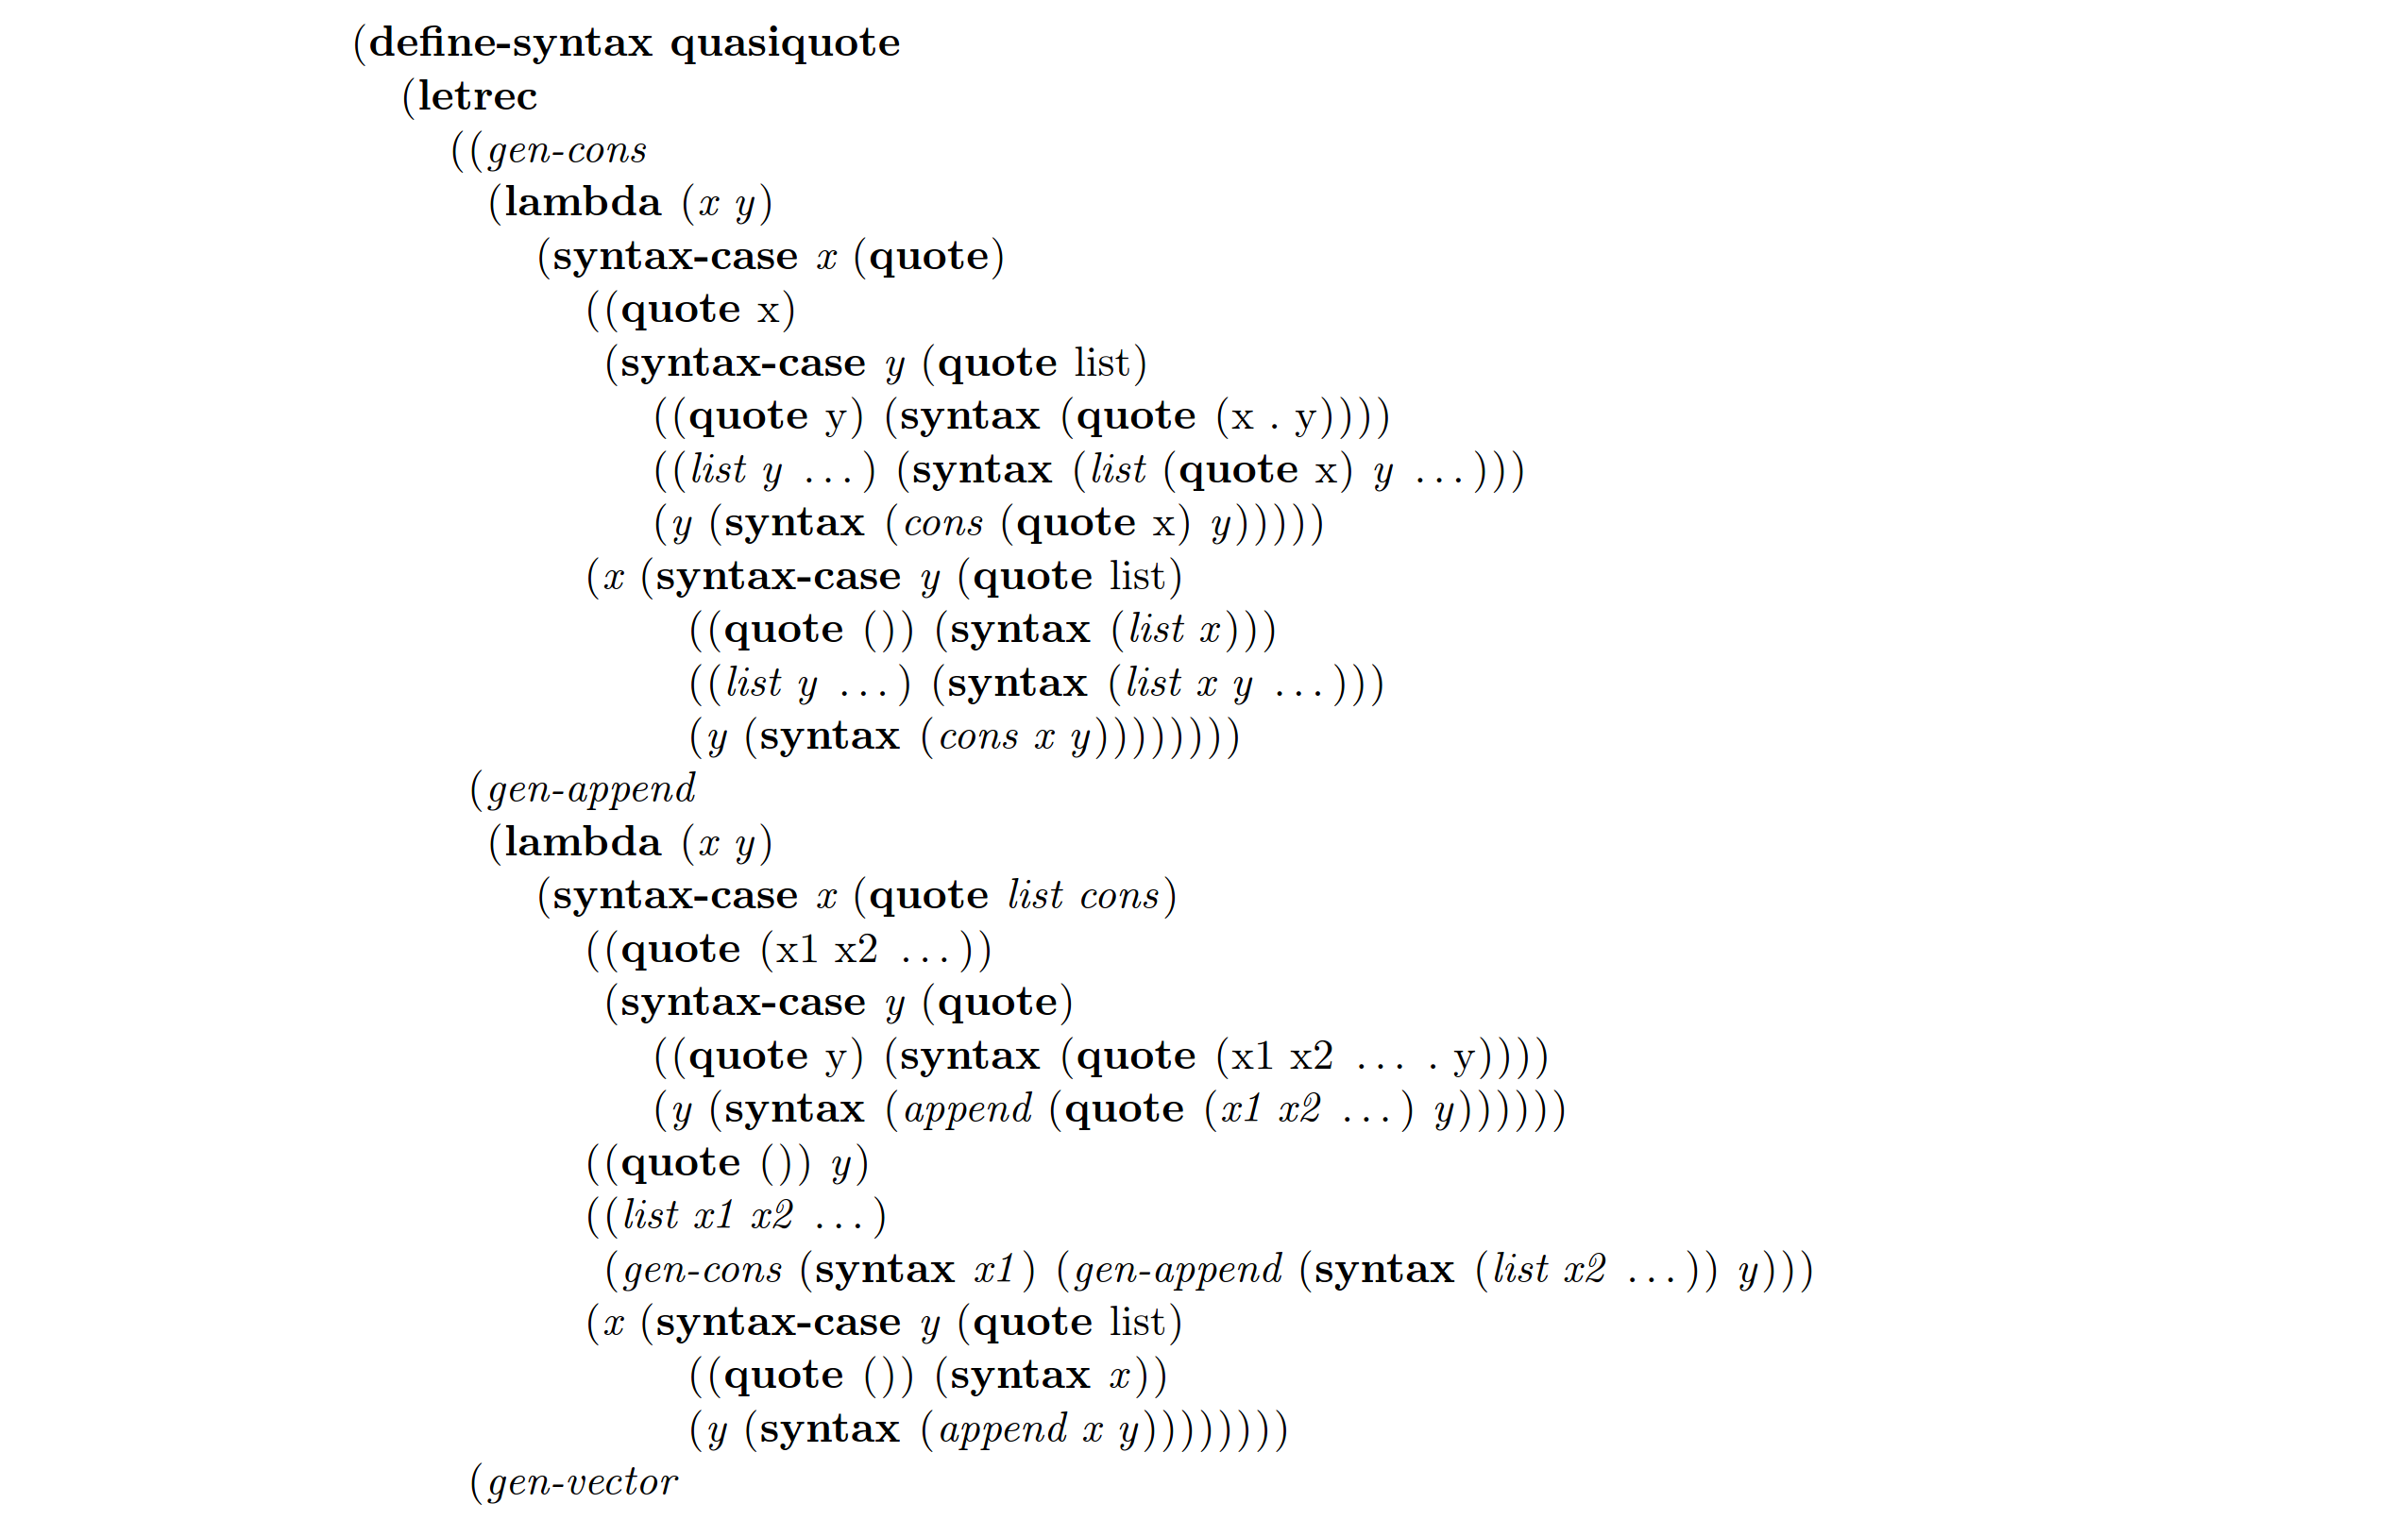 (define-syntax quasiquote
(letrec
((gen-cons
(lambda (x y)
(syntax-case x (quote)
((quote x)
(syntax-case y (quote list)
((quote y) (syntax (quote (x . y))))
((list y ...) (syntax (list (quote x) y ...)))
(y (syntax (cons (quote x) y)))))
(x (syntax-case y (quote list)
((quote ()) (syntax (list x)))
((list y ...) (syntax (list x y ...)))
(y (syntax (cons x y))))))))
(gen-append
(lambda (x y)
(syntax-case x (quote list cons)
((quote (x1 x2 ...))
(syntax-case y (quote)
((quote y) (syntax (quote (x1 x2 ... . y))))
(y (syntax (append (quote (x1 x2 ...) y))))))
((quote ()) y)
((list x1 x2 ...)
(gen-cons (syntax x1) (gen-append (syntax (list x2 ...)) y)))
(x (syntax-case y (quote list)
((quote ()) (syntax x))
(y (syntax (append x y))))))))
(gen-vector